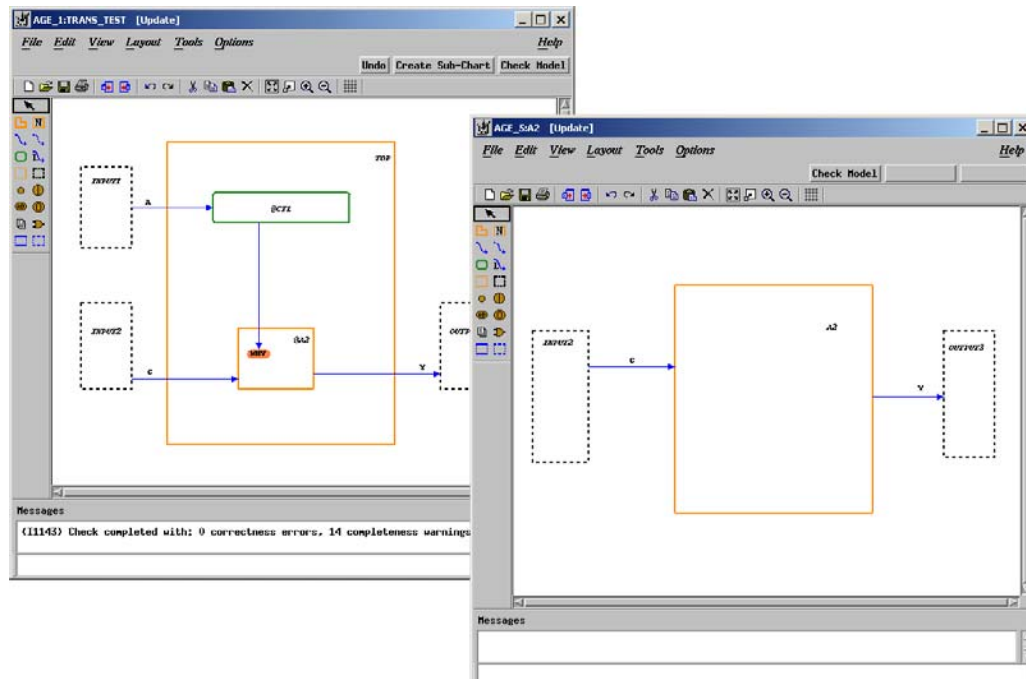 AGE_1:TRANS_TEST [Update]
File Edit View Layout Tools Options Help
Undo Create Sub-Chart Check Model
TOP
INPUT1
A
@CTL
INPUT2
C
@A2
Y
Messages
(I1143) Check completed with: 0 correctness errors, 14 completeness warnings
AGE_5:A2 [Update]
File Edit View Layout Tools Options Help
Check Model
A2
INPUT2
C
OUTPUT3
Y
Messages